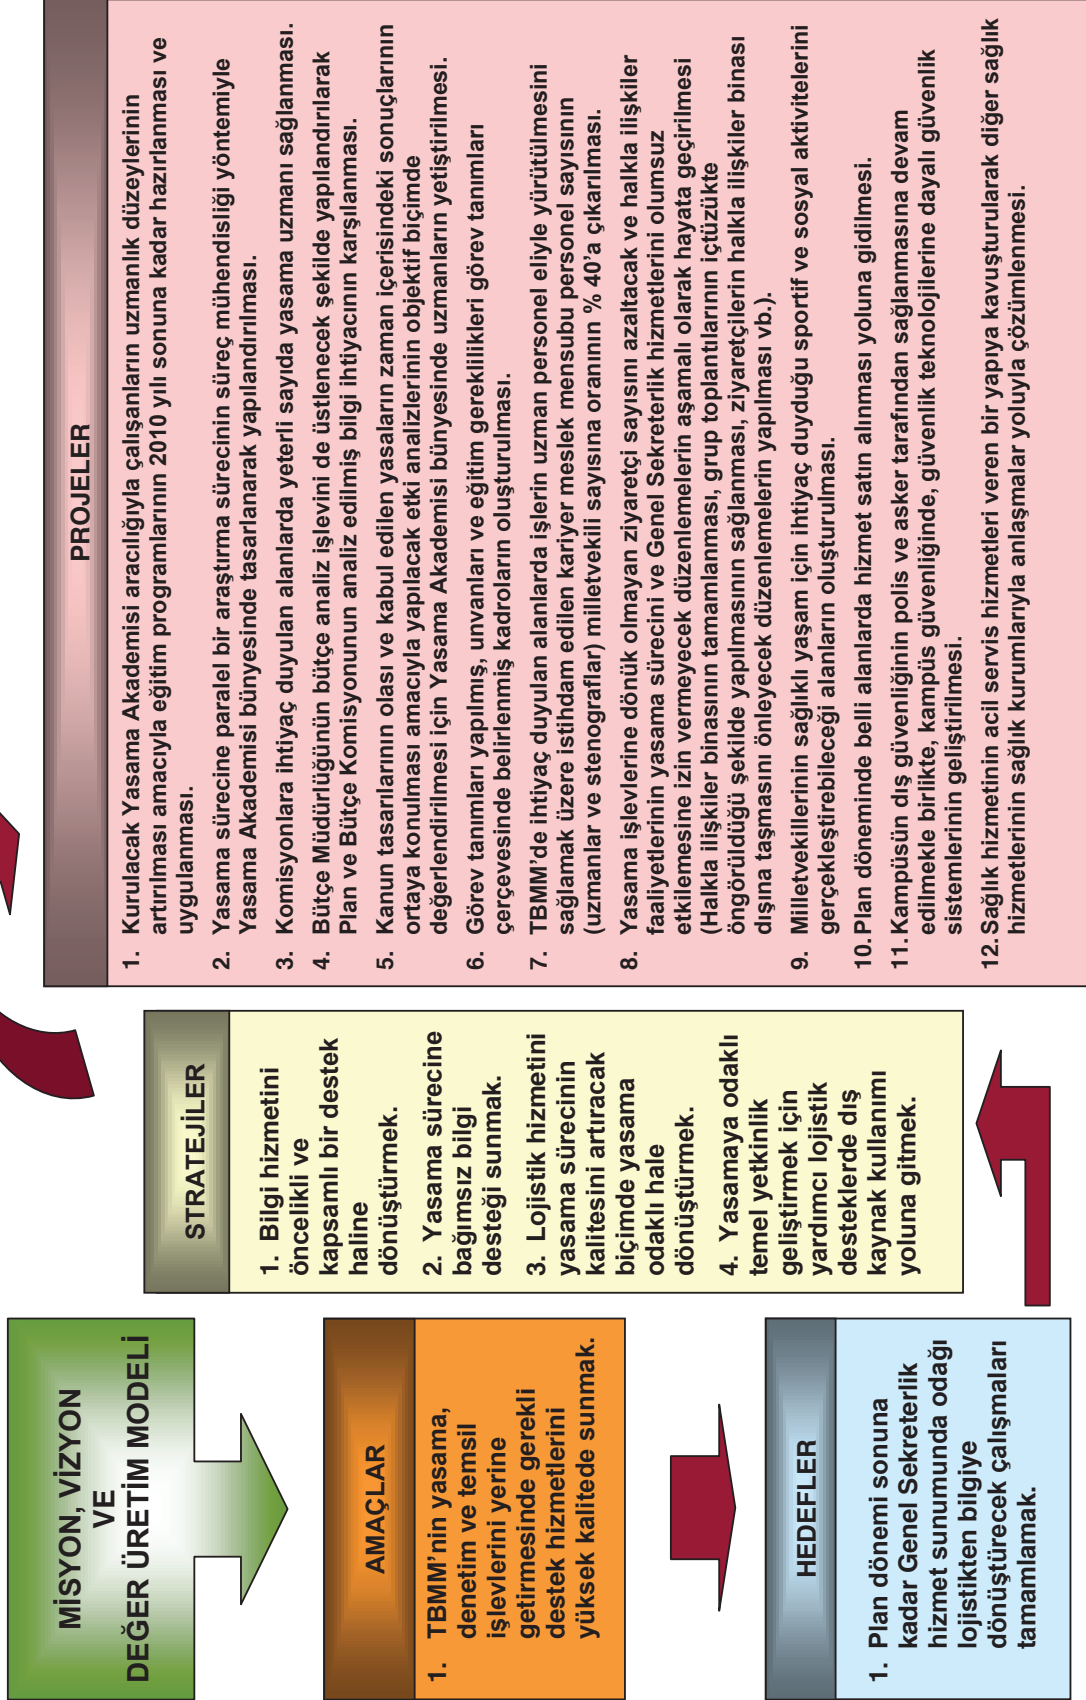 MİSYON, VİZYON
VE
DEĞER ÜRETİM MODELİ
AMAÇLAR
1. TBMM'nin yasama,
denetim ve temsil
işlevlerini yerine
getirmesinde gerekli
destek hizmetlerini
yüksek kalitede sunmak.
HEDEFLER
1. Plan dönemi sonuna
kadar Genel Sekreterlik
hizmet sunumunda odağı
lojistikten bilgiye
dönüştürecek çalışmaları
tamamlamak.
STRATEJİLER
1. Bilgi hizmetini
öncelikli ve
kapsamlı bir destek
haline
dönüştürmek.
2. Yasama sürecine
bağımsız bilgi
desteği sunmak.
3. Lojistik hizmetini
yasama sürecinin
kalitesini artıracak
biçimde yasama
odaklı hale
dönüştürmek.
4. Yasamaya odaklı
temel yetkinlik
geliştirmek için
yardımcı lojistik
desteklerde dış
kaynak kullanımı
yoluna gitmek.
PROJELER
1. Kurulacak Yasama Akademisi aracılığıyla çalışanların uzmanlık düzeylerinin
artırılması amacıyla eğitim programlarının 2010 yılı sonuna kadar hazırlanması ve
uygulanması.
2. Yasama sürecine paralel bir araştırma sürecinin süreç mühendisliği yöntemiyle
Yasama Akademisi bünyesinde tasarlanarak yapılandırılması.
3. Komisyonlara ihtiyaç duyulan alanlarda yeterli sayıda yasama uzmanı sağlanması.
4. Bütçe Müdürlüğünün bütçe analiz işlevini de üstlenecek şekilde yapılandırılarak
Plan ve Bütçe Komisyonunun analiz edilmiş bilgi ihtiyacının karşılanması.
5. Kanun tasarılarının olası ve kabul edilen yasaların zaman içerisindeki sonuçlarının
ortaya konulması amacıyla yapılacak etki analizlerinin objektif biçimde
değerlendirilmesi için Yasama Akademisi bünyesinde uzmanların yetiştirilmesi.
6. Görev tanımları yapılmış, unvanları ve eğitim gereklilikleri görev tanımları
çerçevesinde belirlenmiş kadroların oluşturulması.
7. TBMM'de ihtiyaç duyulan alanlarda işlerin uzman personel eliyle yürütülmesini
sağlamak üzere istihdam edilen kariyer meslek mensubu personel sayısının
(uzmanlar ve stenograflar) milletvekili sayısına oranının % 40'a çıkarılması.
8. Yasama işlevlerine dönük olmayan ziyaretçi sayısını azaltacak ve halkla ilişkiler
faaliyetlerinin yasama sürecini ve Genel Sekreterlik hizmetlerini olumsuz
etkilemesine izin vermeyecek düzenlemelerin aşamalı olarak hayata geçirilmesi
(Halkla ilişkiler binasının tamamlanması, grup toplantılarının içtüzükte
öngörüldüğü şekilde yapılmasının sağlanması, ziyaretçilerin halkla ilişkiler binası
dışına taşmasını önleyecek düzenlemelerin yapılması vb.).
9. Milletvekillerinin sağlıklı yaşam için ihtiyaç duyduğu sportif ve sosyal aktivitelerini
gerçekleştirebileceği alanların oluşturulması.
10. Plan döneminde belli alanlarda hizmet satın alınması yoluna gidilmesi.
11. Kampüsün dış güvenliğinin polis ve asker tarafından sağlanmasına devam
edilmekle birlikte, kampüs güvenliğinde, güvenlik teknolojilerine dayalı güvenlik
sistemlerinin geliştirilmesi.
12. Sağlık hizmetinin acil servis hizmetleri veren bir yapıya kavuşturularak diğer sağlık
hizmetlerinin sağlık kurumlarıyla anlaşmalar yoluyla çözümlenmesi.